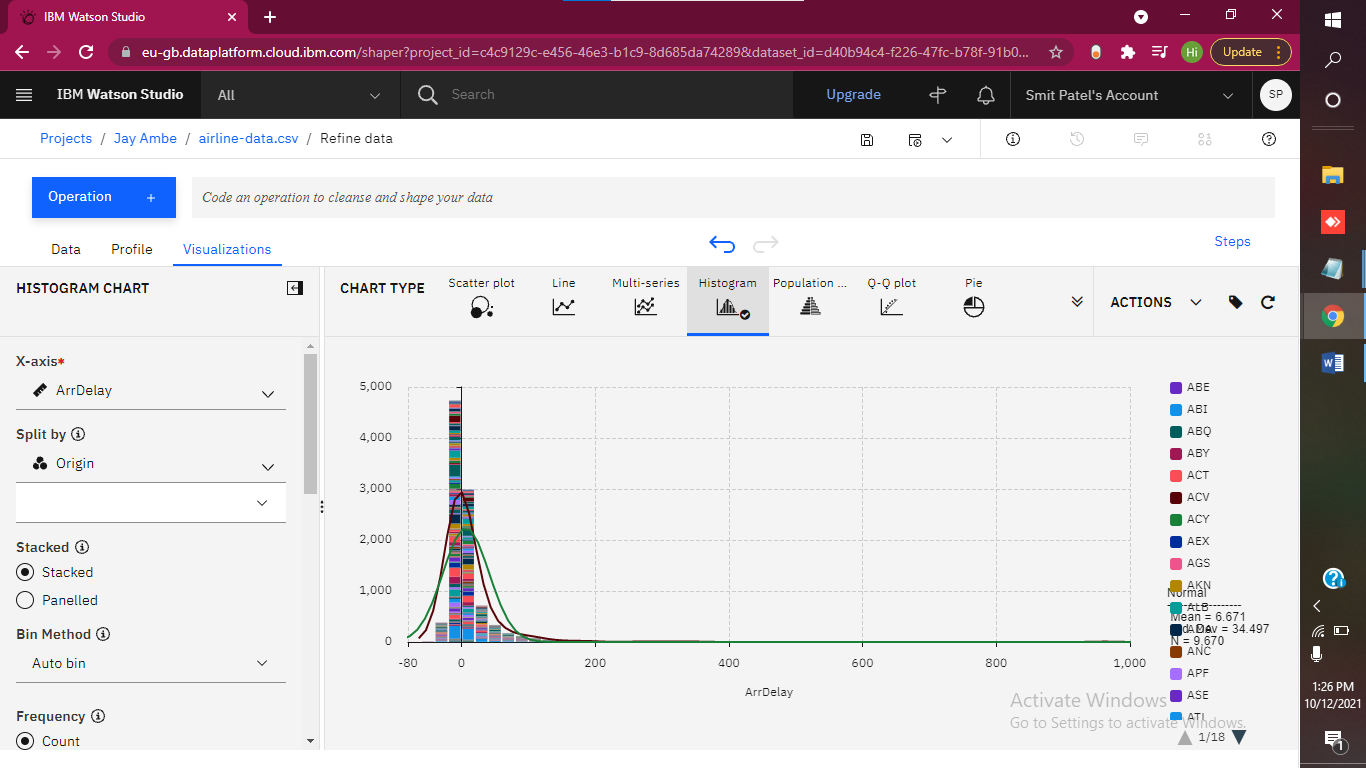 IBM Watson Studio
eu-gb.dataplatform.cloud.ibm.com/shaper?project_id=c4c9129c-e456-46e3-b1c9-8d685da74289&dataset_id=d40b94c4-f226-47fc-b78f-91b0...
Hi
Update
IBM Watson Studio
All
Search
Upgrade
Smit Patel's Account
SP
Projects / Jay Ambe / airline-data.csv / Refine data
Operation +
Code an operation to cleanse and shape your data
Data
Profile
Visualizations
Steps
HISTOGRAM CHART
CHART TYPE
Scatter plot
Line
Multi-series
Histogram
Population ...
Q-Q plot
Pie
ACTIONS
X-axis*
ArrDelay
Split by
Origin
Stacked
Stacked
Panelled
Bin Method
Auto bin
Frequency
Count
5,000
4,000
3,000
2,000
1,000
0
-80
0
200
400
600
800
1,000
ArrDelay
ABE
ABI
ABQ
ABY
ACT
ACV
ACY
AEX
AGS
AKN
Normal
ALB
Mean = 6.671
Dev = 34.497
N = 9,670
ANC
APF
ASE
ATL
1/18
Activate Windows
Go to Settings to activate Windows.
1:26 PM
10/12/2021
1